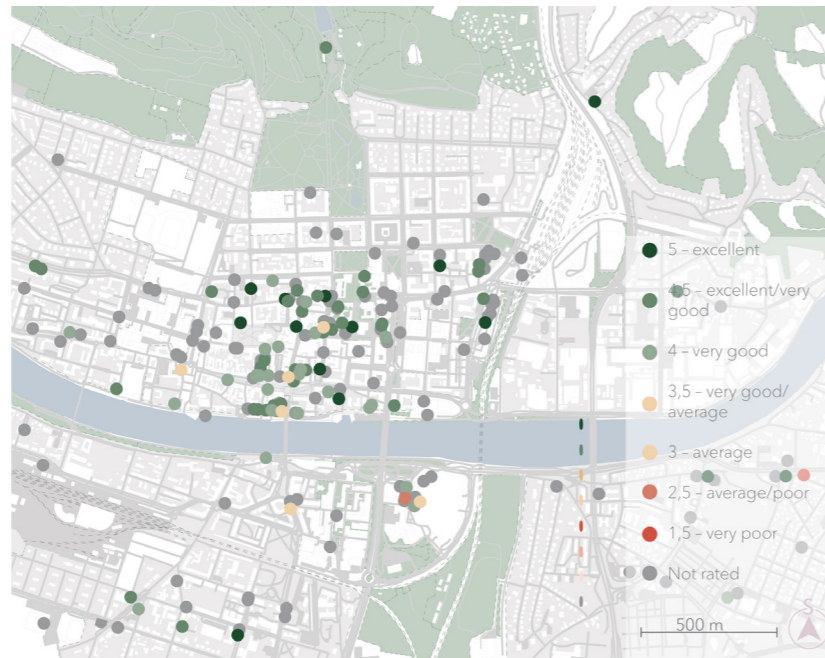 5 - excellent
4,5 - excellent/very
good
4 - very good
3,5 - very good/
average
3 - average
2,5 - average/poor
1,5 - very poor
Not rated
500 m
S